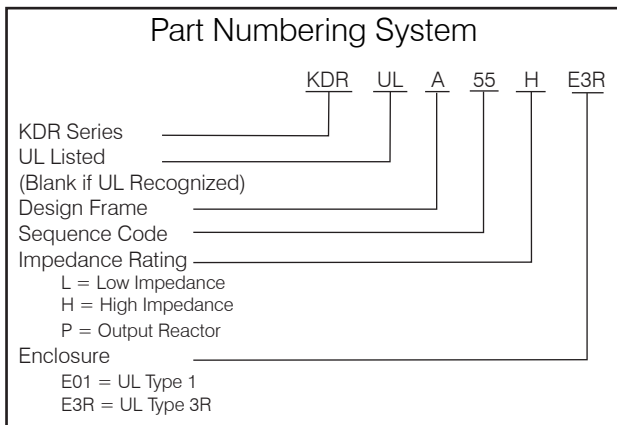 Part Numbering System
KDR UL A 55 H E3R
KDR Series
UL Listed
(Blank if UL Recognized)
Design Frame
Sequence Code
Impedance Rating
L = Low Impedance
H = High Impedance
P = Output Reactor
Enclosure
E01 = UL Type 1
E3R = UL Type 3R